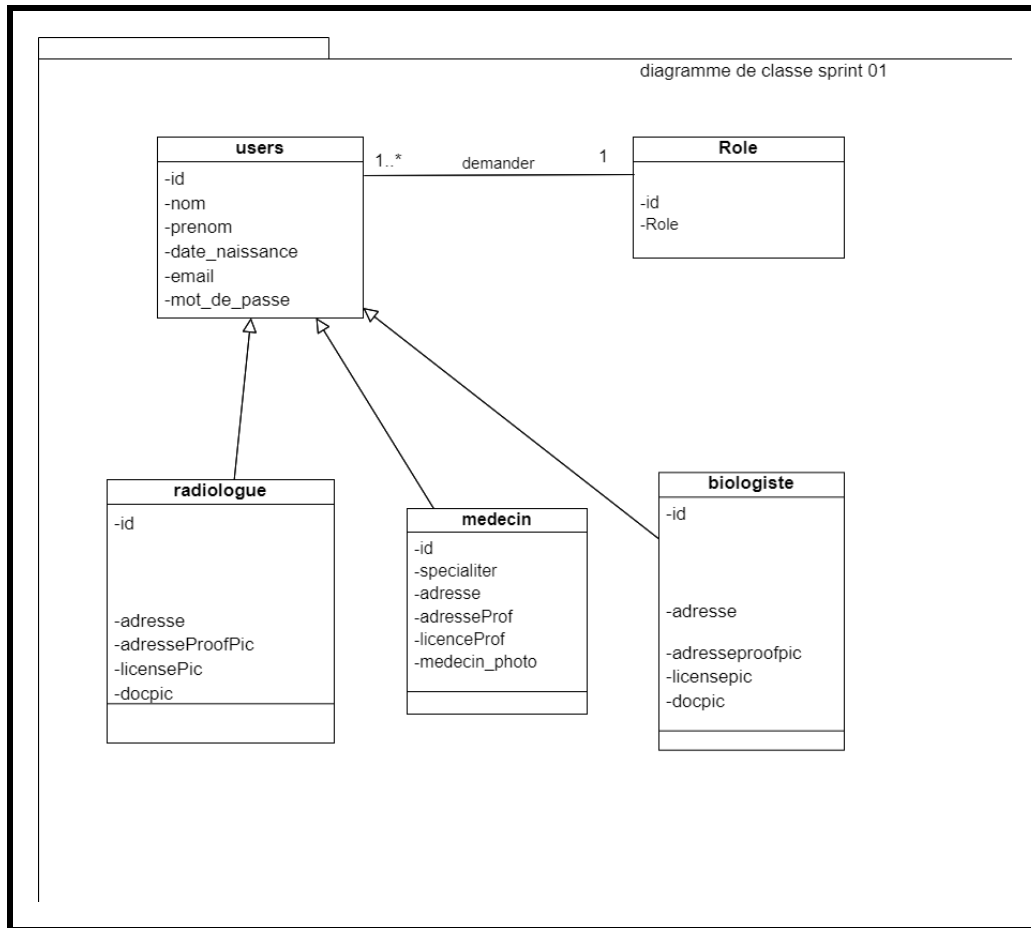 diagramme de classe sprint 01
users
-id
-nom
-prenom
-date_naissance
-email
-mot_de_passe
1..*
demander
1
Role
-id
-Role
radiologue
-id
-adresse
-adresseProofPic
-licensePic
-docpic
medecin
-id
-specialiter
-adresse
-adresseProf
-licenceProf
-medecin_photo
biologiste
-id
-adresse
-adresseproofpic
-licensepic
-docpic